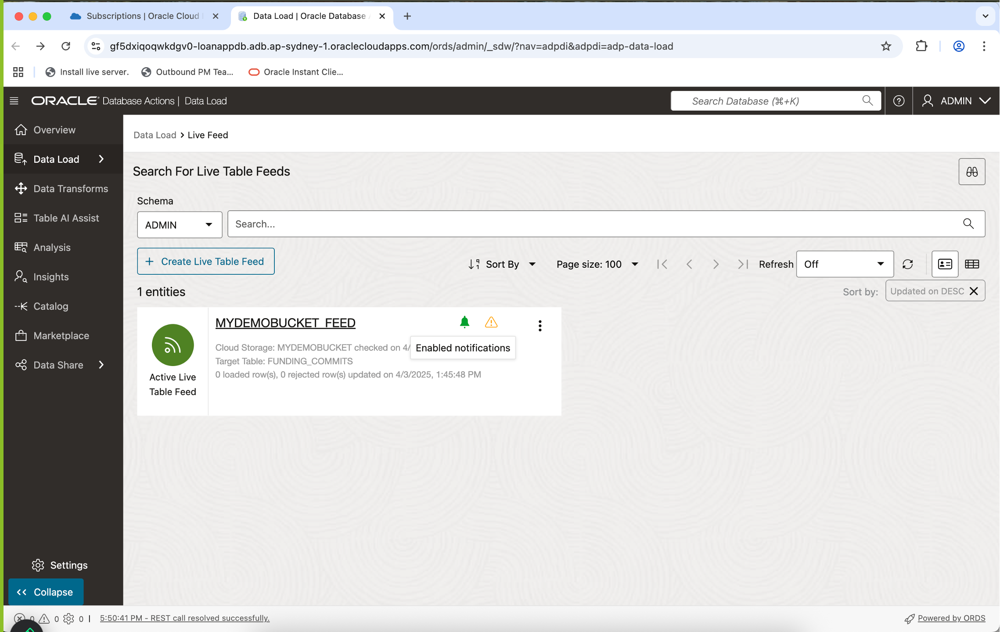 Subscriptions | Oracle Cloud
Data Load | Oracle Database
gf5dxiqoqwkdgv0-loanappdb.adb.ap-sydney-1.oraclecloudapps.com/ords/admin/_sdw/?nav=adpdi&adpdi=adp-data-load
Install live server.
Outbound PM Tea...
Oracle Instant Clie...
ORACLE Database Actions | Data Load
Search Database (⌘+K)
ADMIN
Overview
Data Load
Data Transforms
Table AI Assist
Analysis
Insights
Catalog
Marketplace
Data Share
Settings
Collapse
Data Load > Live Feed
Search For Live Table Feeds
Schema
ADMIN
Search...
+ Create Live Table Feed
Sort By
Page size: 100
Refresh
Off
1 entities
Sort by:
Updated on DESC
Active Live
Table Feed
MYDEMOBUCKET_FEED
Cloud Storage: MYDEMOBUCKET checked on 4/
Enabled notifications
Target Table: FUNDING_COMMITS
0 loaded row(s), 0 rejected row(s) updated on 4/3/2025, 1:45:48 PM
0 0 0 | 5:50:41 PM - REST call resolved successfully.
Powered by ORDS